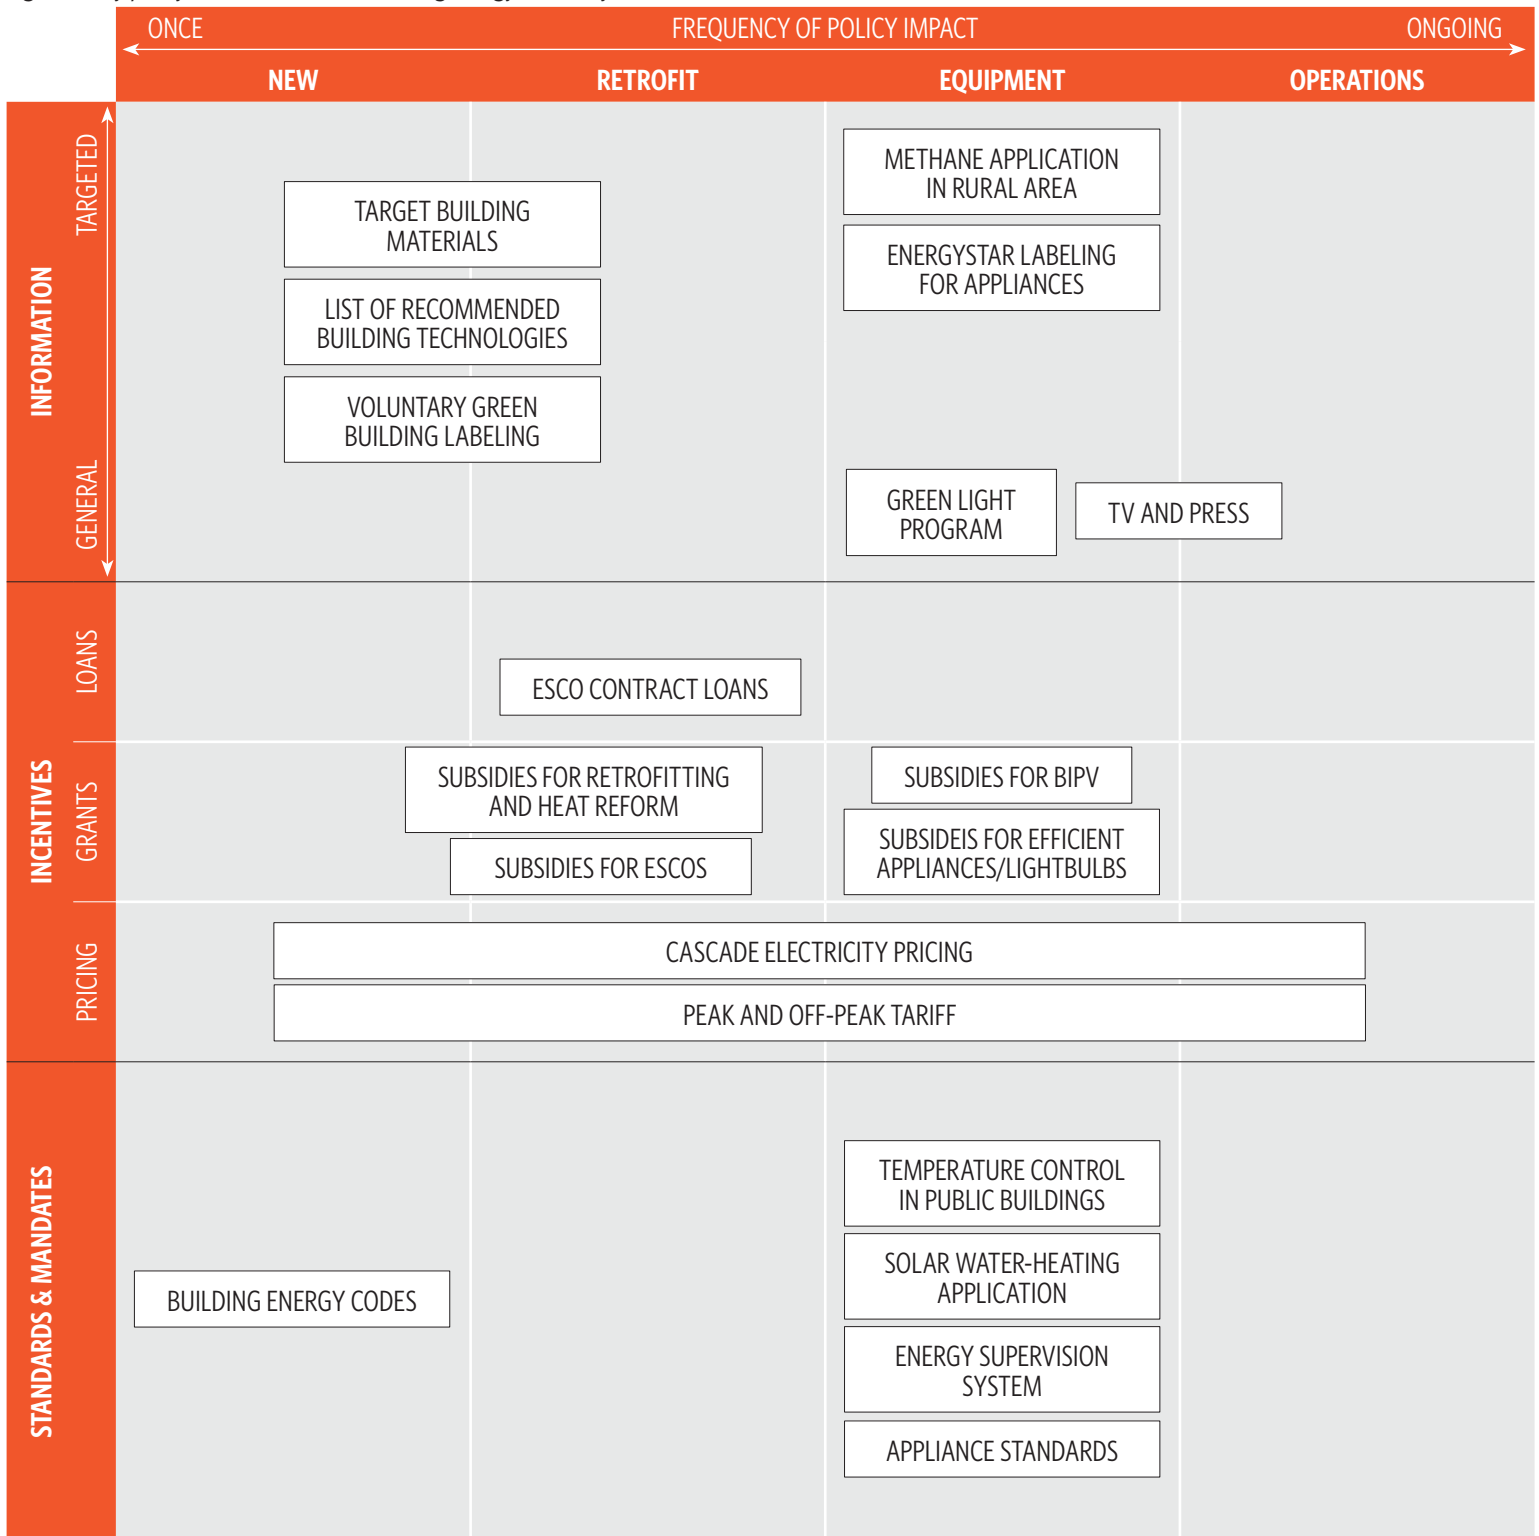 ONCE FREQUENCY OF POLICY IMPACT ONGOING
NEW RETROFIT EQUIPMENT OPERATIONS
INFORMATION
TARGETED
GENERAL
METHANE APPLICATION
IN RURAL AREA
TARGET BUILDING
MATERIALS
ENERGYSTAR LABELING
FOR APPLIANCES
LIST OF RECOMMENDED
BUILDING TECHNOLOGIES
VOLUNTARY GREEN
BUILDING LABELING
GREEN LIGHT
PROGRAM
TV AND PRESS
INCENTIVES
LOANS
ESCO CONTRACT LOANS
GRANTS
SUBSIDIES FOR RETROFITTING
AND HEAT REFORM
SUBSIDIES FOR BIPV
SUBSIDIES FOR ESCOS
SUBSIDEIS FOR EFFICIENT
APPLIANCES/LIGHTBULBS
PRICING
CASCADE ELECTRICITY PRICING
PEAK AND OFF-PEAK TARIFF
STANDARDS & MANDATES
BUILDING ENERGY CODES
TEMPERATURE CONTROL
IN PUBLIC BUILDINGS
SOLAR WATER-HEATING
APPLICATION
ENERGY SUPERVISION
SYSTEM
APPLIANCE STANDARDS